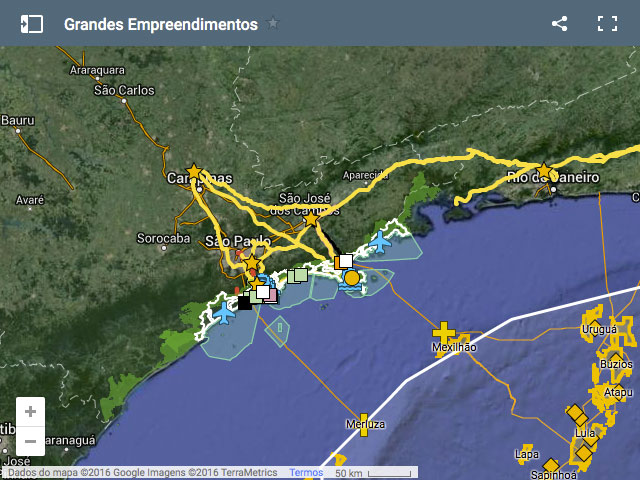 Grandes Empreendimentos
Araraquara
São Carlos
Bauru
Campinas
Aparecida
Rio de Janeiro
Avaré
São José
dos Campos
Sorocaba
São Paulo
Uruguá
Mexilhão
Búzios
Atapu
Merluza
Lula
Lapa
Sapinhoá
aranaguá
José
Dados do mapa ©2016 Google Imagens ©2016 TerraMetrics
Termos
50 km